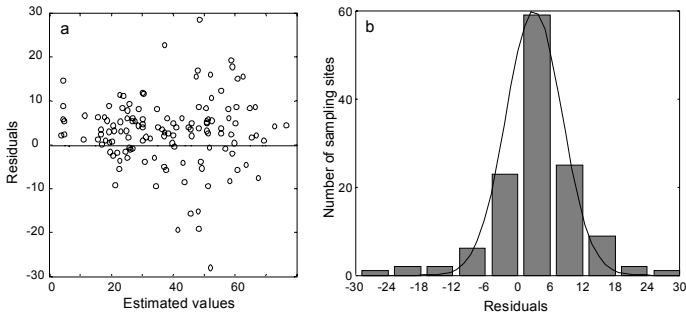 a
30
20
10
0
-10
-20
-30
0 20 40 60 80
Residuals
Estimated values
b
60
40
20
0
-30 -24 -18 -12 -6 0 6 12 18 24 30
Number of sampling sites
Residuals